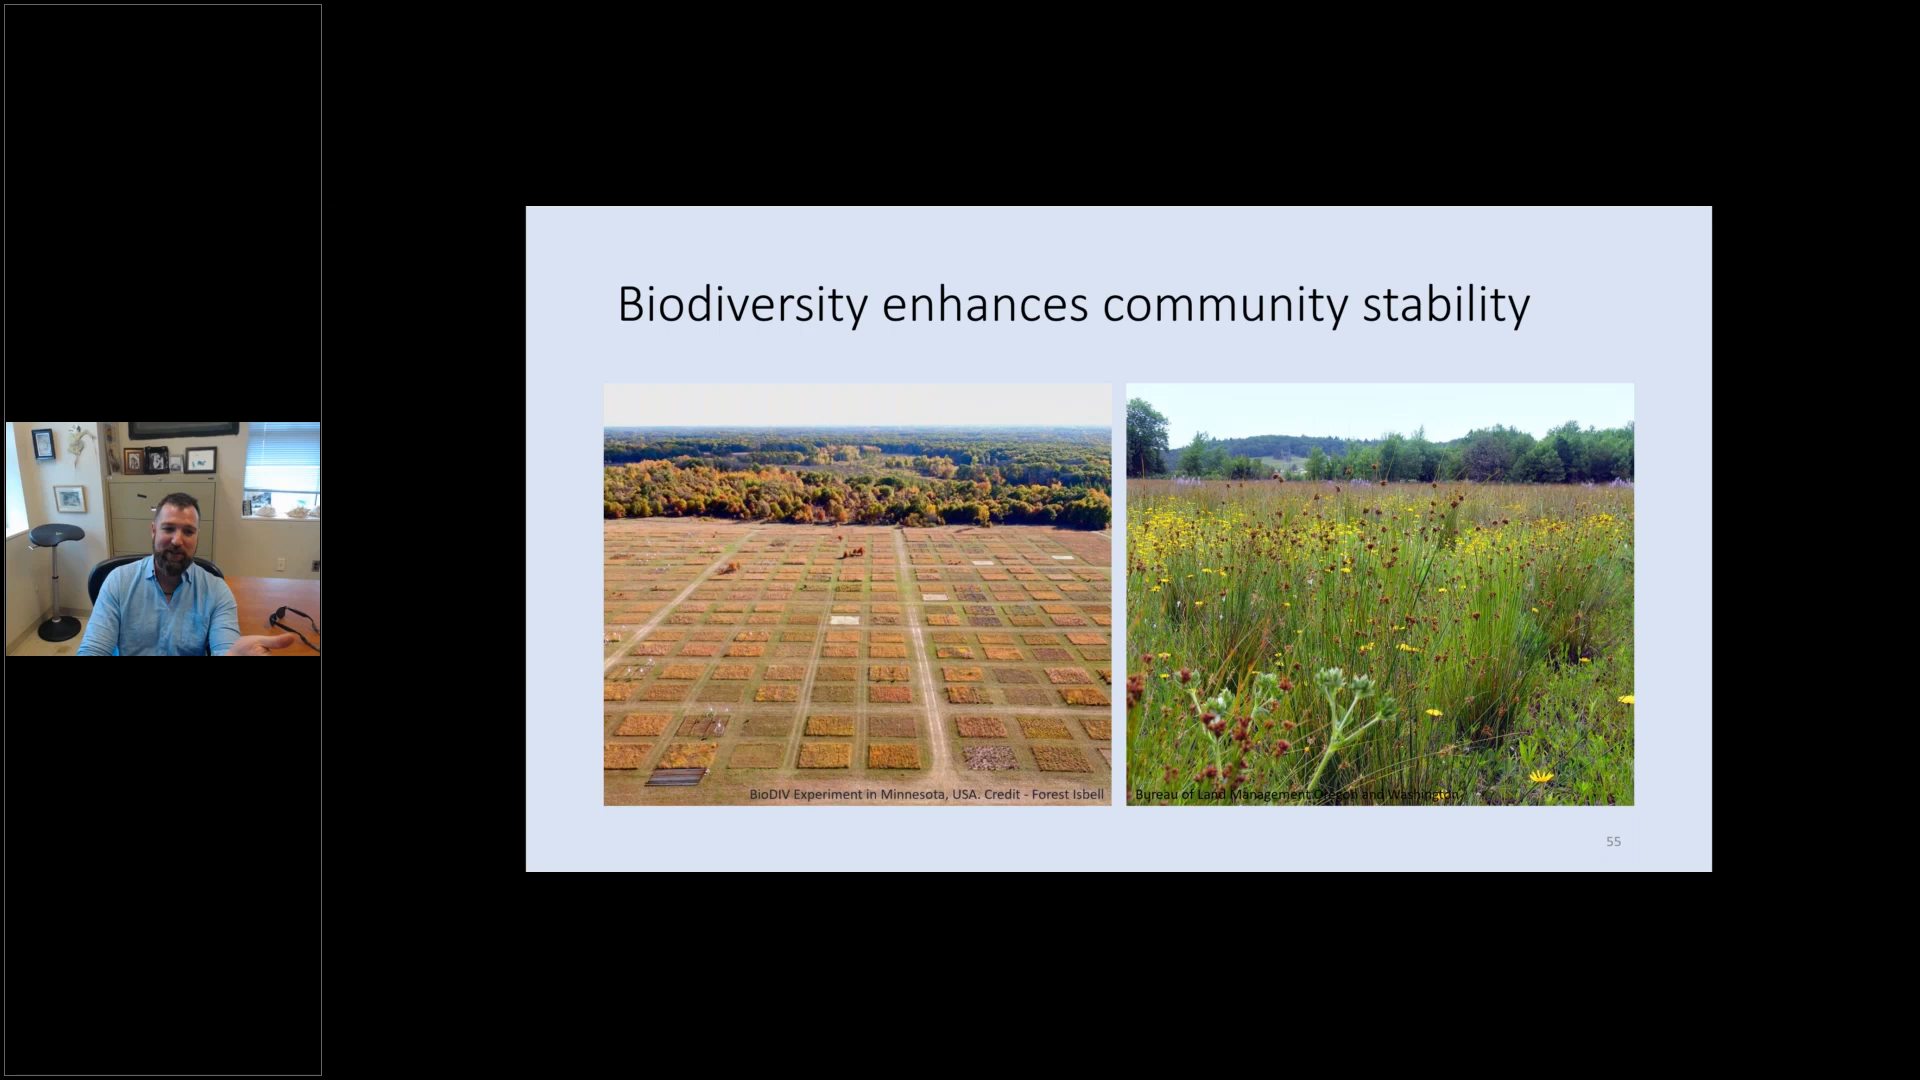 Biodiversity enhances community stability
BioDIV Experiment in Minnesota, USA. Credit - Forest Isbell
Bureau of Land Management Oregon and Washington
55